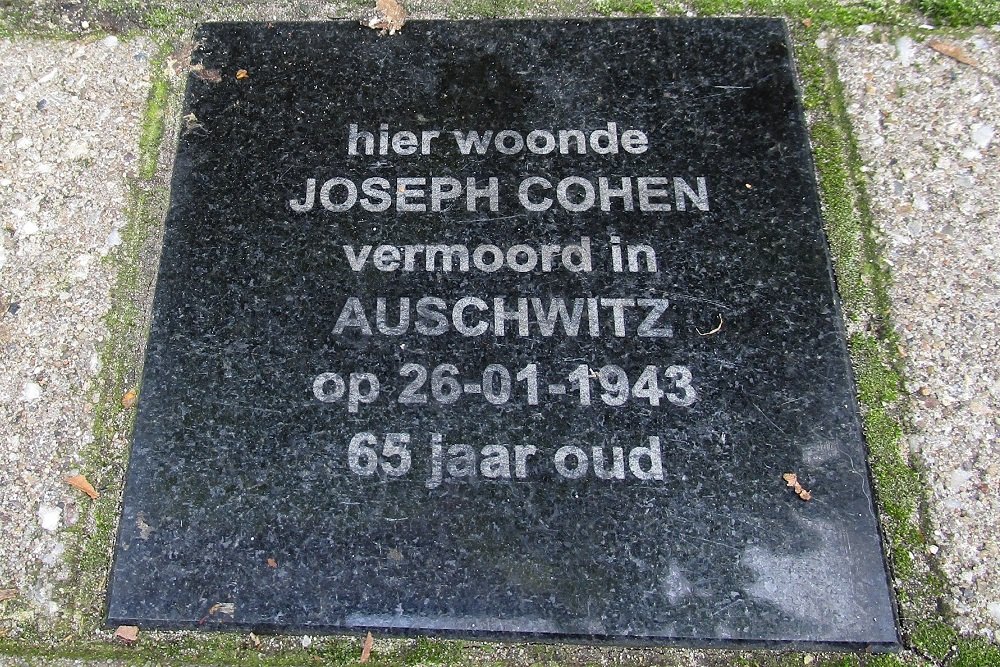 hier woonde
JOSEPH COHEN
vermoord in
AUSCHWITZ
op 26-01-1943
65 jaar oud